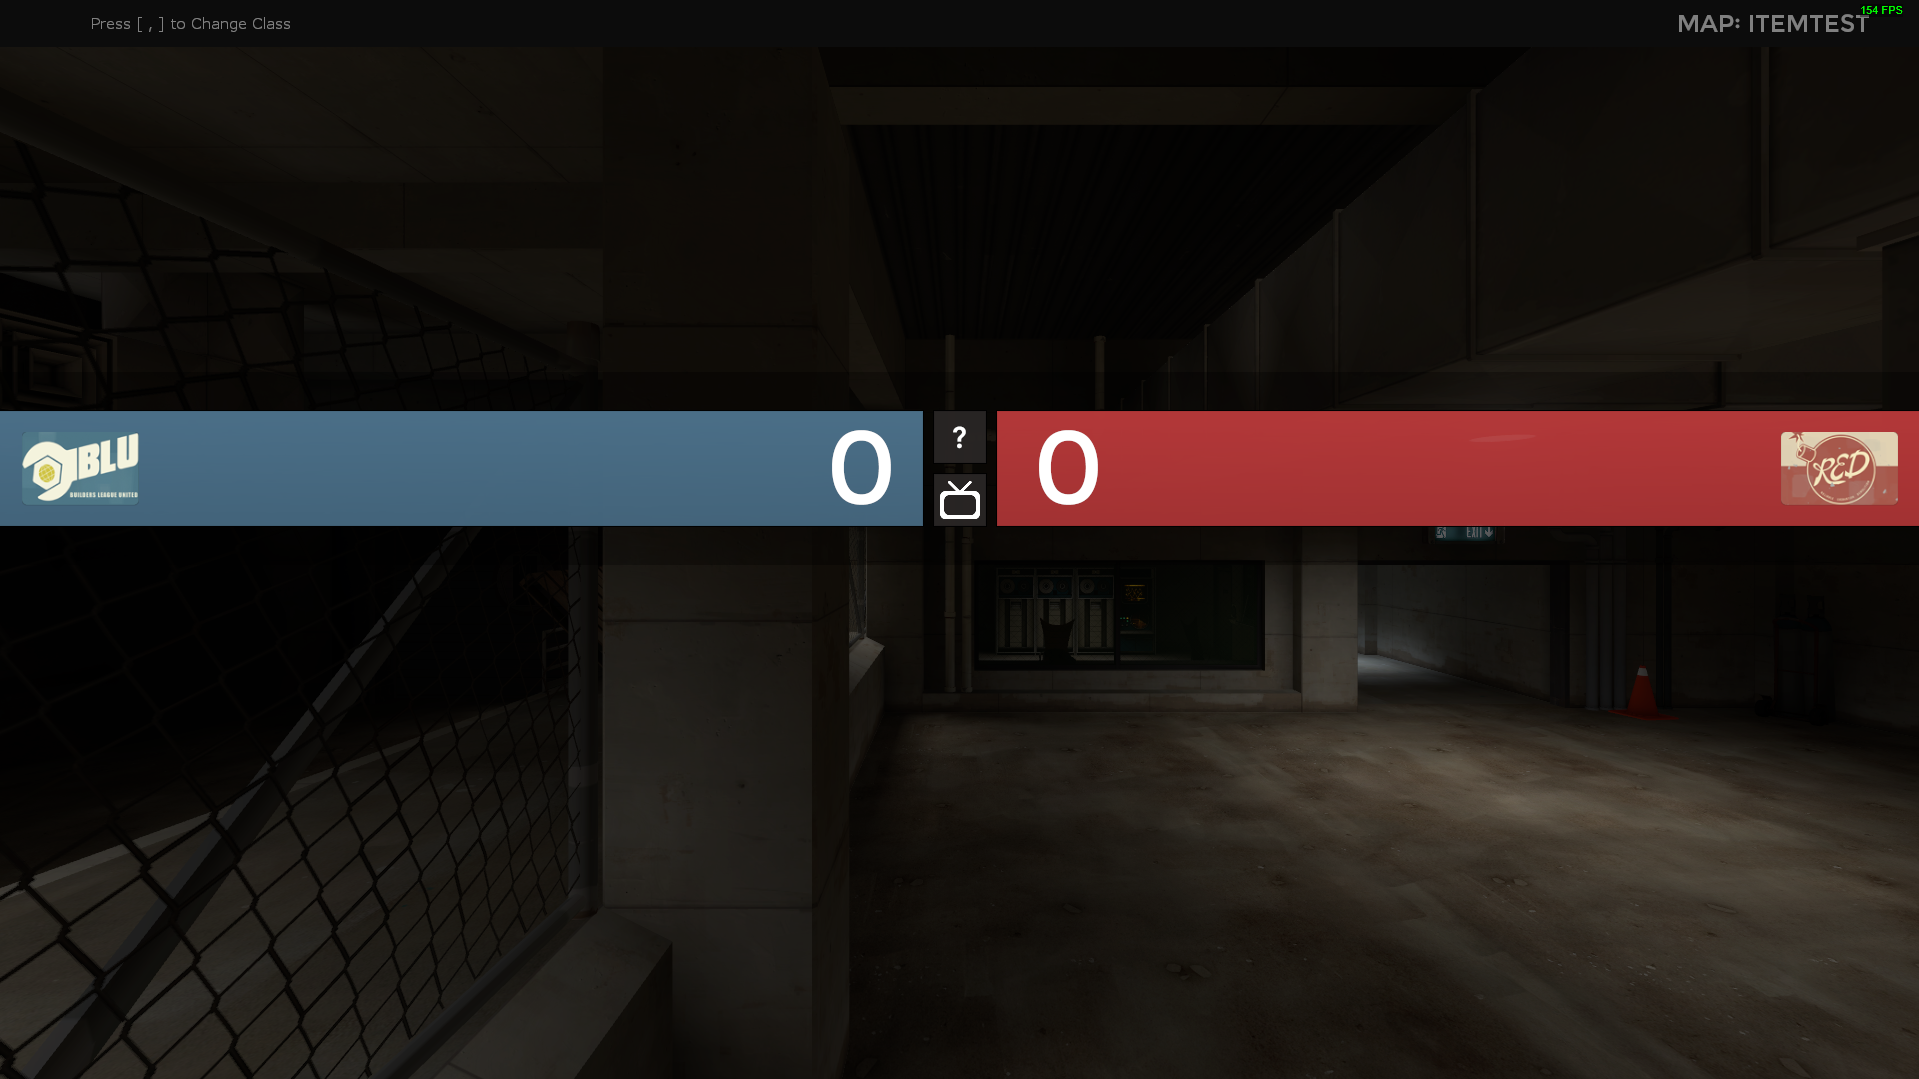 Press [ , ] to Change Class
MAP: ITEMTEST
154 FPS
BLU
BUILDERS LEAGUE UNITED
0
?
0
RED
EXIT